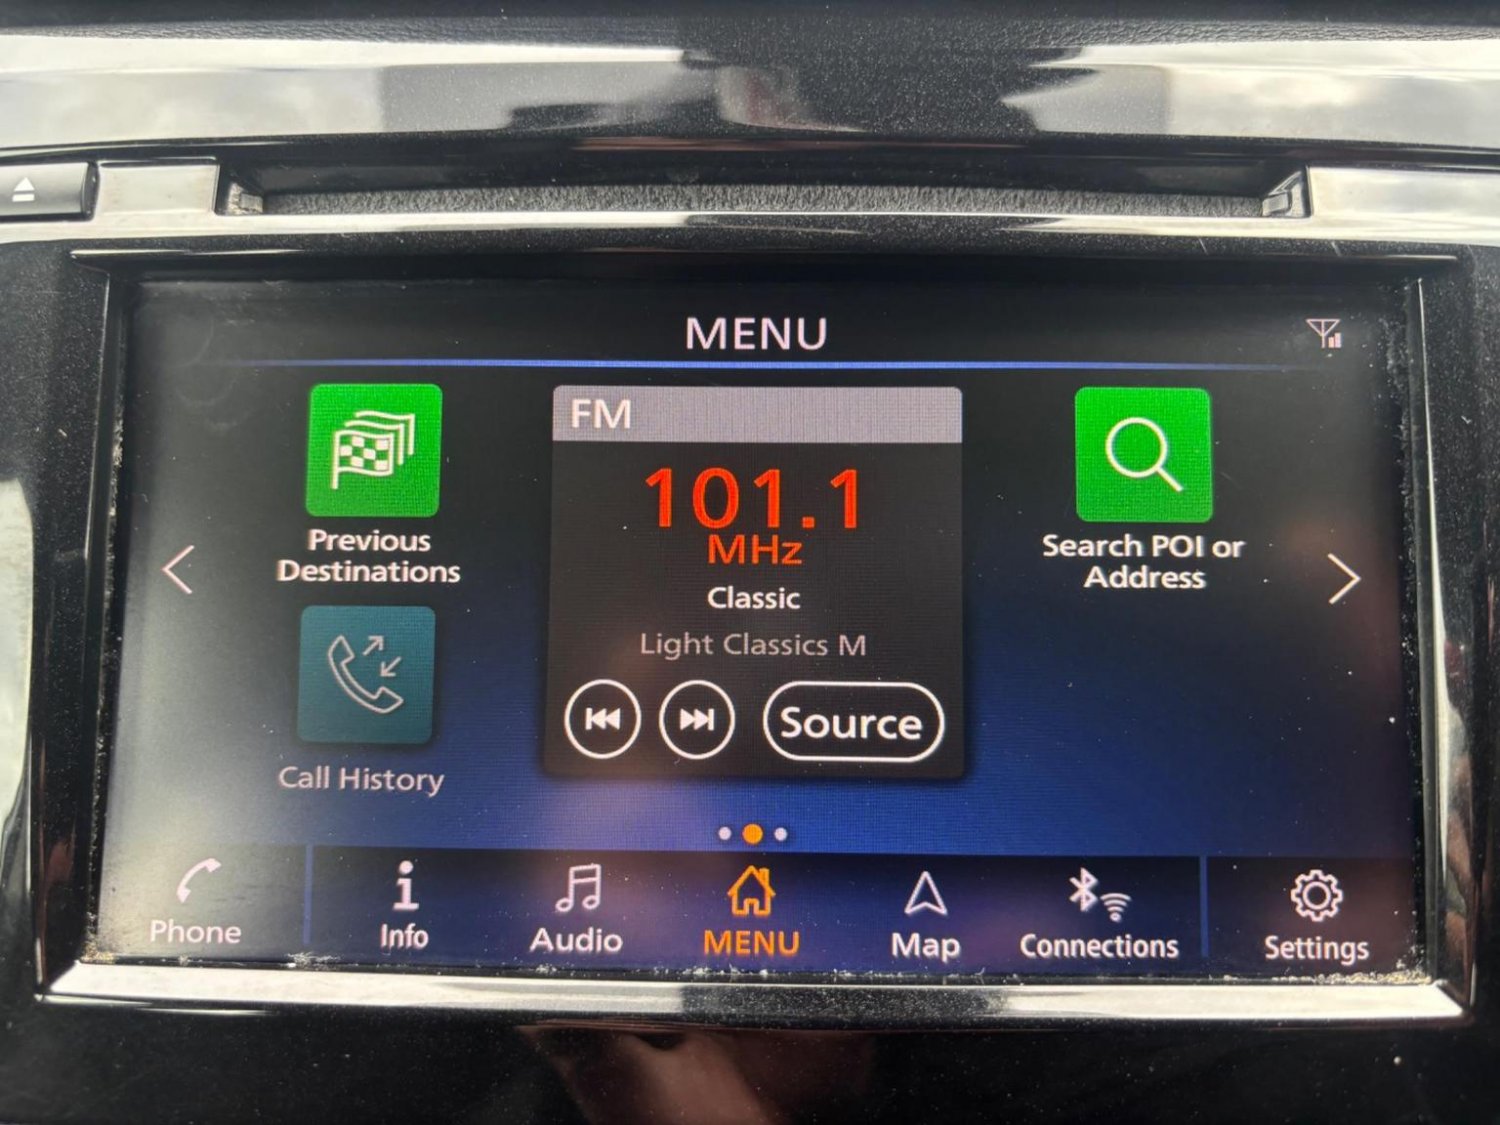 MENU
FM
101.1
MHz
Classic
Light Classics M
Source
Previous
Destinations
Call History
Search POI or
Address
Phone
Info
Audio
MENU
Map
Connections
Settings